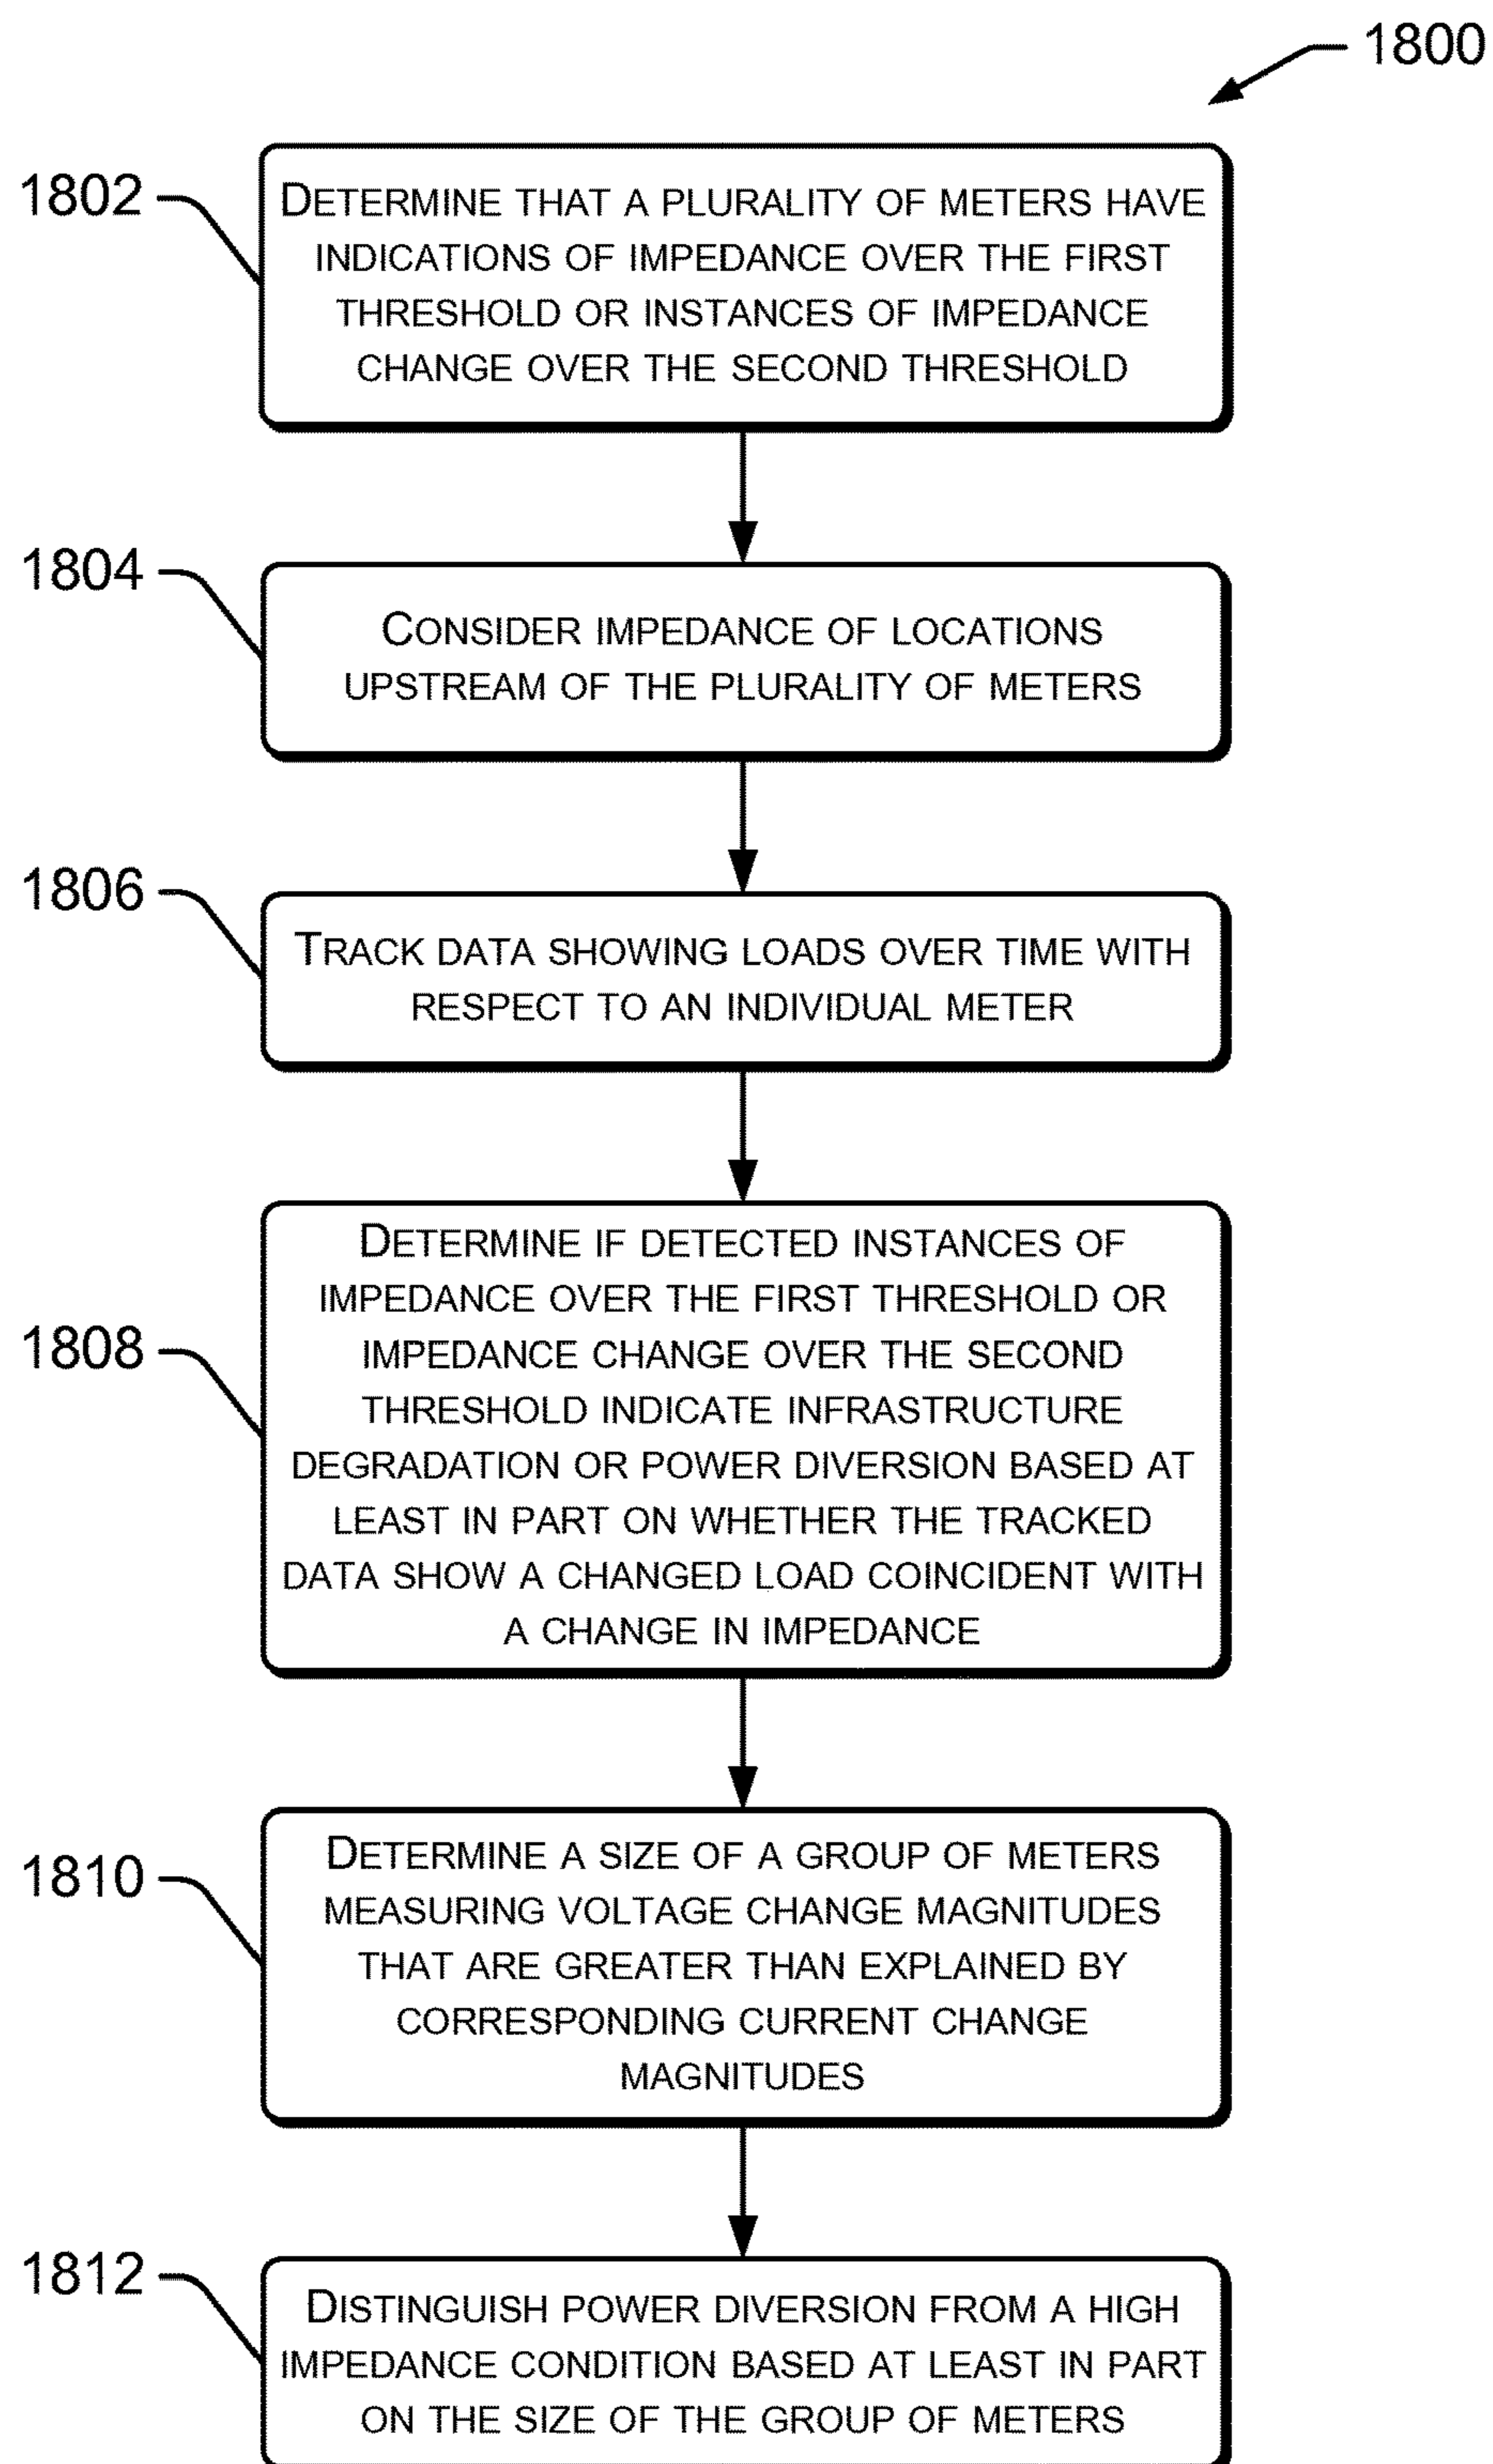 1800
1802
DETERMINE THAT A PLURALITY OF METERS HAVE
INDICATIONS OF IMPEDANCE OVER THE FIRST
THRESHOLD OR INSTANCES OF IMPEDANCE
CHANGE OVER THE SECOND THRESHOLD
1804
CONSIDER IMPEDANCE OF LOCATIONS
UPSTREAM OF THE PLURALITY OF METERS
1806
TRACK DATA SHOWING LOADS OVER TIME WITH
RESPECT TO AN INDIVIDUAL METER
1808
DETERMINE IF DETECTED INSTANCES OF
IMPEDANCE OVER THE FIRST THRESHOLD OR
IMPEDANCE CHANGE OVER THE SECOND
THRESHOLD INDICATE INFRASTRUCTURE
DEGRADATION OR POWER DIVERSION BASED AT
LEAST IN PART ON WHETHER THE TRACKED
DATA SHOW A CHANGED LOAD COINCIDENT WITH
A CHANGE IN IMPEDANCE
1810
DETERMINE A SIZE OF A GROUP OF METERS
MEASURING VOLTAGE CHANGE MAGNITUDES
THAT ARE GREATER THAN EXPLAINED BY
CORRESPONDING CURRENT CHANGE
MAGNITUDES
1812
DISTINGUISH POWER DIVERSION FROM A HIGH
IMPEDANCE CONDITION BASED AT LEAST IN PART
ON THE SIZE OF THE GROUP OF METERS